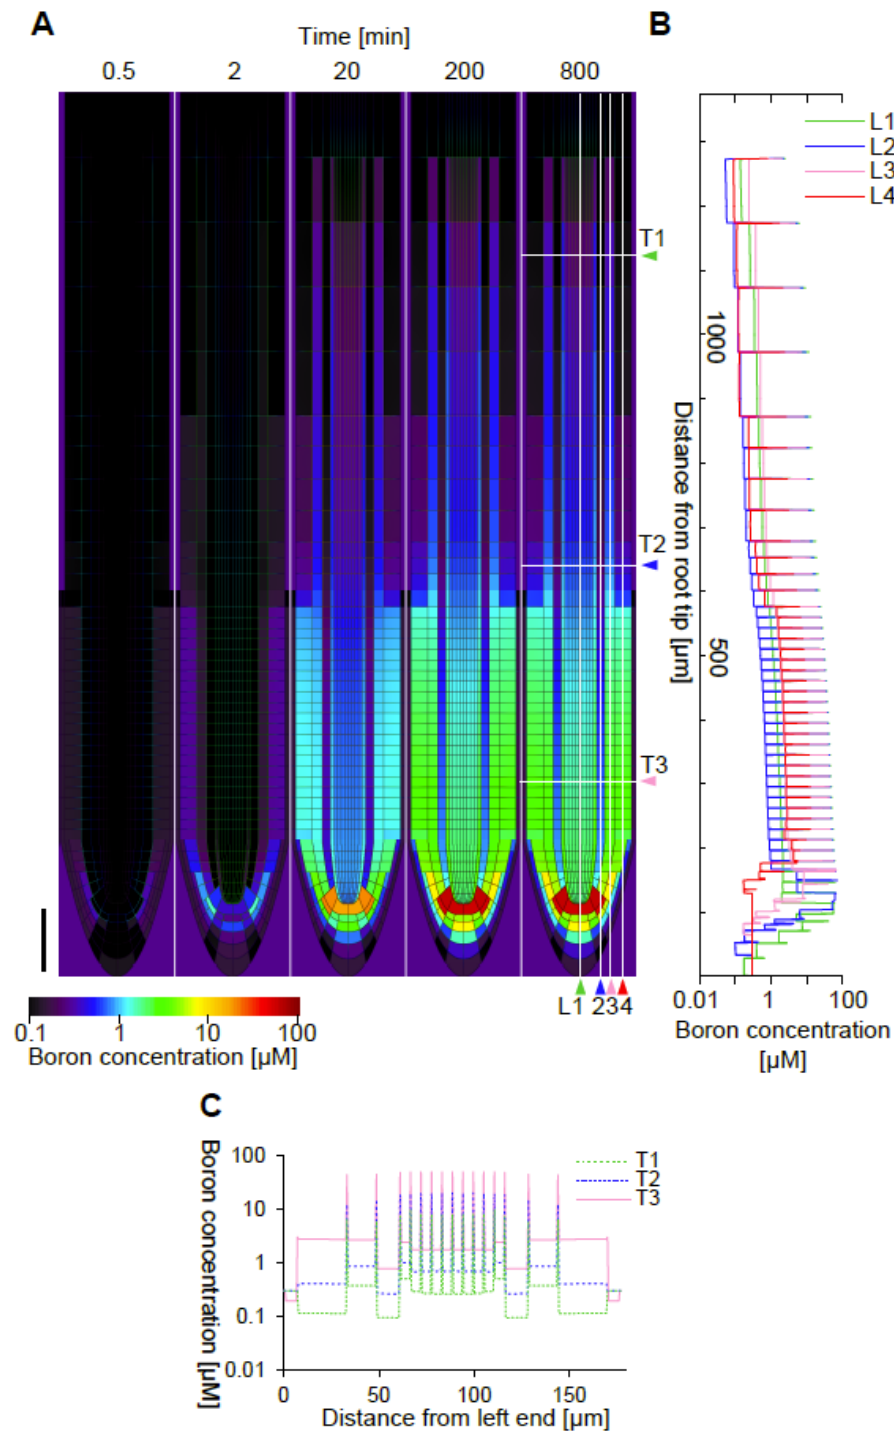 A
B
Time [min]
0.5 2 20 200 800
L1
L2
L3
L4
T1
T2
T3
1000
500
Distance from root tip [µm]
L1 2 3 4
0.01 1 100
Boron concentration
[µM]
0.1 1 10 100
Boron concentration [µM]
C
Boron concentration [µM]
100
10
1
0.1
0.01
T1
T2
T3
0 50 100 150
Distance from left end [µm]